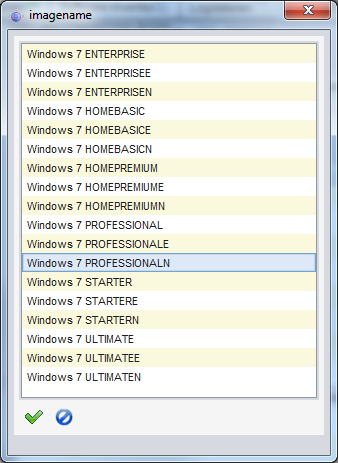 imagename
Windows 7 ENTERPRISE
Windows 7 ENTERPRISEE
Windows 7 ENTERPRISEN
Windows 7 HOMEBASIC
Windows 7 HOMEBASICE
Windows 7 HOMEBASICN
Windows 7 HOMEPREMIUM
Windows 7 HOMEPREMIUME
Windows 7 HOMEPREMIUMN
Windows 7 PROFESSIONAL
Windows 7 PROFESSIONALE
Windows 7 PROFESSIONALN
Windows 7 STARTER
Windows 7 STARTERE
Windows 7 STARTERN
Windows 7 ULTIMATE
Windows 7 ULTIMATEE
Windows 7 ULTIMATEN